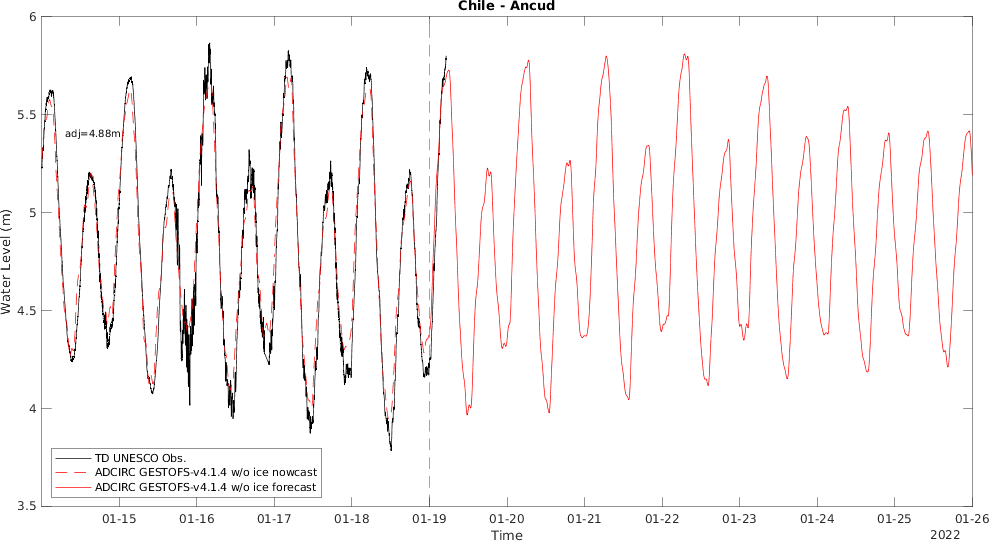 Chile - Ancud
6
5.5
5
4.5
4
3.5
Water Level (m)
adj=4.88m
TD UNESCO Obs.
ADCIRC GESTOFS-v4.1.4 w/o ice nowcast
ADCIRC GESTOFS-v4.1.4 w/o ice forecast
01-15 01-16 01-17 01-18 01-19 01-20 01-21 01-22 01-23 01-24 01-25 01-26
Time
2022